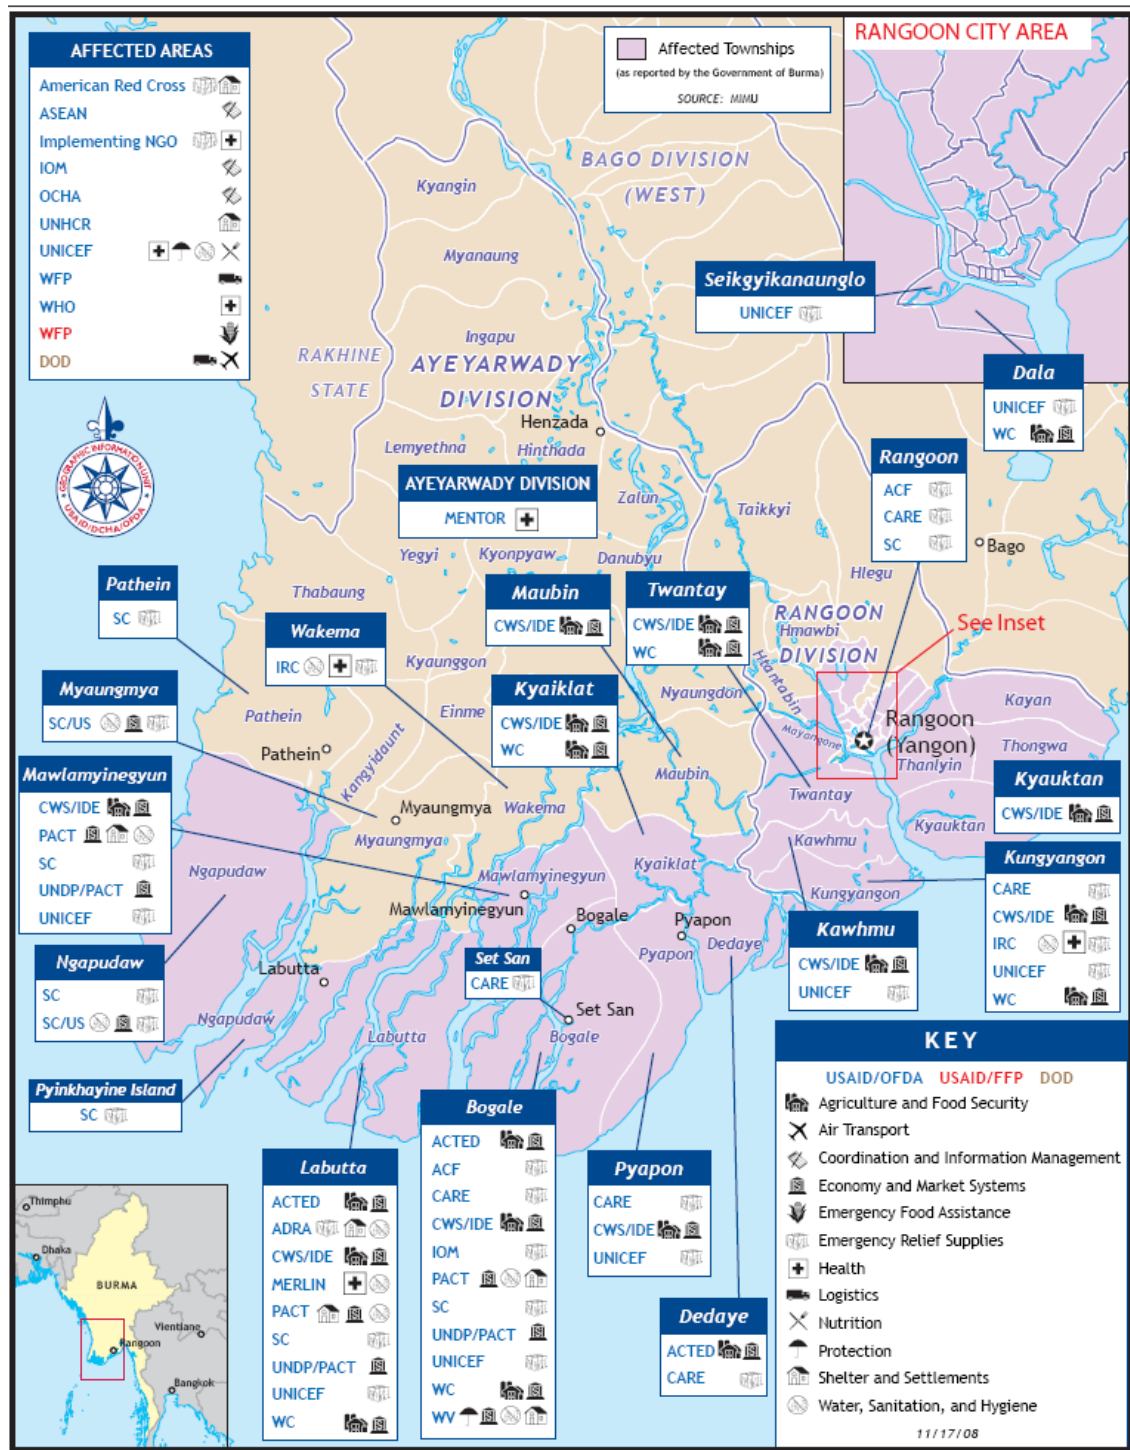 AFFECTED AREAS
American Red Cross
ASEAN
Implementing NGO
IOM
OCHA
UNHCR
UNICEF
WFP
WHO
WFP
DOD
Affected Townships
(as reported by the Government of Burma)
SOURCE: MIMU
RANGOON CITY AREA
BAGO DIVISION
(WEST)
Kyangin
Myanaung
Ingapu
RAKHINE
STATE
AYEYARWADY
DIVISION
Henzada
Lemyethna
Hinthada
Seikgyikanaunglo
UNICEF
Dala
UNICEF
WC
GEOGRAPHIC INFORMATION UNIT
USAID/DCHA/OFDA
AYEYARWADY DIVISION
MENTOR
Zalun
Taikkyi
Rangoon
ACF
CARE
SC
Bago
Yegyi
Kyonpyaw
Danubyu
Hlegu
Thabaung
Pathein
SC
Wakema
IRC
Maubin
CWS/IDE
Twantay
CWS/IDE
WC
RANGOON
Hmawbi
DIVISION
Htantabin
See Inset
Myaungmya
SC/US
Kyaunggon
Einme
Kyaiklat
CWS/IDE
WC
Nyaungdon
Mayangone
Rangoon
(Yangon)
Kayan
Thongwa
Thanlyin
Pathein
Pathein
Kangyidaunt
Maubin
Twantay
Kyauktan
CWS/IDE
Mawlamyinegyun
CWS/IDE
PACT
SC
UNDP/PACT
UNICEF
Myaungmya
Myaungmya
Wakema
Kyauktan
Kawhmu
Kungyangon
Kungyangon
CARE
CWS/IDE
IRC
UNICEF
WC
Ngapudaw
Mawlamyinegyun
Mawlamyinegyun
Kyaiklat
Bogale
Pyapon
Pyapon
Dedaye
Kawhmu
CWS/IDE
UNICEF
Ngapudaw
SC
SC/US
Labutta
Set San
CARE
Set San
Ngapudaw
Labutta
Bogale
Pyinkhayine Island
SC
Labutta
ACTED
ADRA
CWS/IDE
MERLIN
PACT
SC
UNDP/PACT
UNICEF
WC
Bogale
ACTED
ACF
CARE
CWS/IDE
IOM
PACT
SC
UNDP/PACT
UNICEF
WC
WV
Pyapon
CARE
CWS/IDE
UNICEF
Dedaye
ACTED
CARE
KEY
USAID/OFDA USAID/FFP DOD
Agriculture and Food Security
Air Transport
Coordination and Information Management
Economy and Market Systems
Emergency Food Assistance
Emergency Relief Supplies
Health
Logistics
Nutrition
Protection
Shelter and Settlements
Water, Sanitation, and Hygiene
11/17/08
Thimphu
Dhaka
BURMA
Vientiane
Rangoon
Bangkok